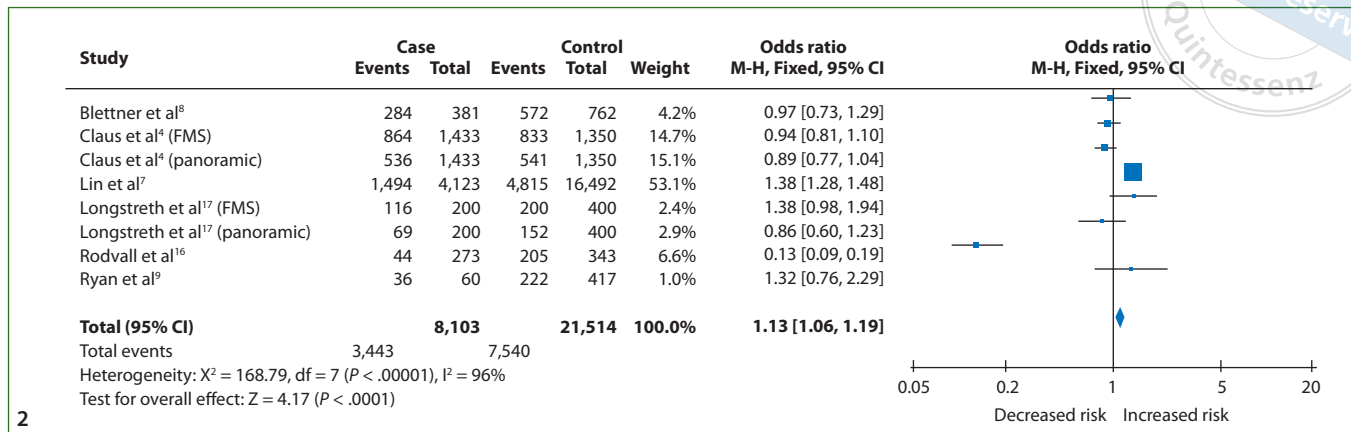 Quintessenz
Study Case Control Odds ratio Odds ratio
Events Total Events Total Weight M-H, Fixed, 95% CI M-H, Fixed, 95% CI
Blettner et al⁸ 284 381 572 762 4.2% 0.97 [0.73, 1.29]
Claus et al⁴ (FMS) 864 1,433 833 1,350 14.7% 0.94 [0.81, 1.10]
Claus et al⁴ (panoramic) 536 1,433 541 1,350 15.1% 0.89 [0.77, 1.04]
Lin et al⁷ 1,494 4,123 4,815 16,492 53.1% 1.38 [1.28, 1.48]
Longstreth et al¹⁷ (FMS) 116 200 200 400 2.4% 1.38 [0.98, 1.94]
Longstreth et al¹⁷ (panoramic) 69 200 152 400 2.9% 0.86 [0.60, 1.23]
Rodvall et al¹⁶ 44 273 205 343 6.6% 0.13 [0.09, 0.19]
Ryan et al⁹ 36 60 222 417 1.0% 1.32 [0.76, 2.29]
Total (95% CI) 8,103 21,514 100.0% 1.13 [1.06, 1.19]
Total events 3,443 7,540
Heterogeneity: X² = 168.79, df = 7 (P < .00001), I² = 96%
Test for overall effect: Z = 4.17 (P < .0001)
0.05 0.2 1 5 20
Decreased risk Increased risk
2